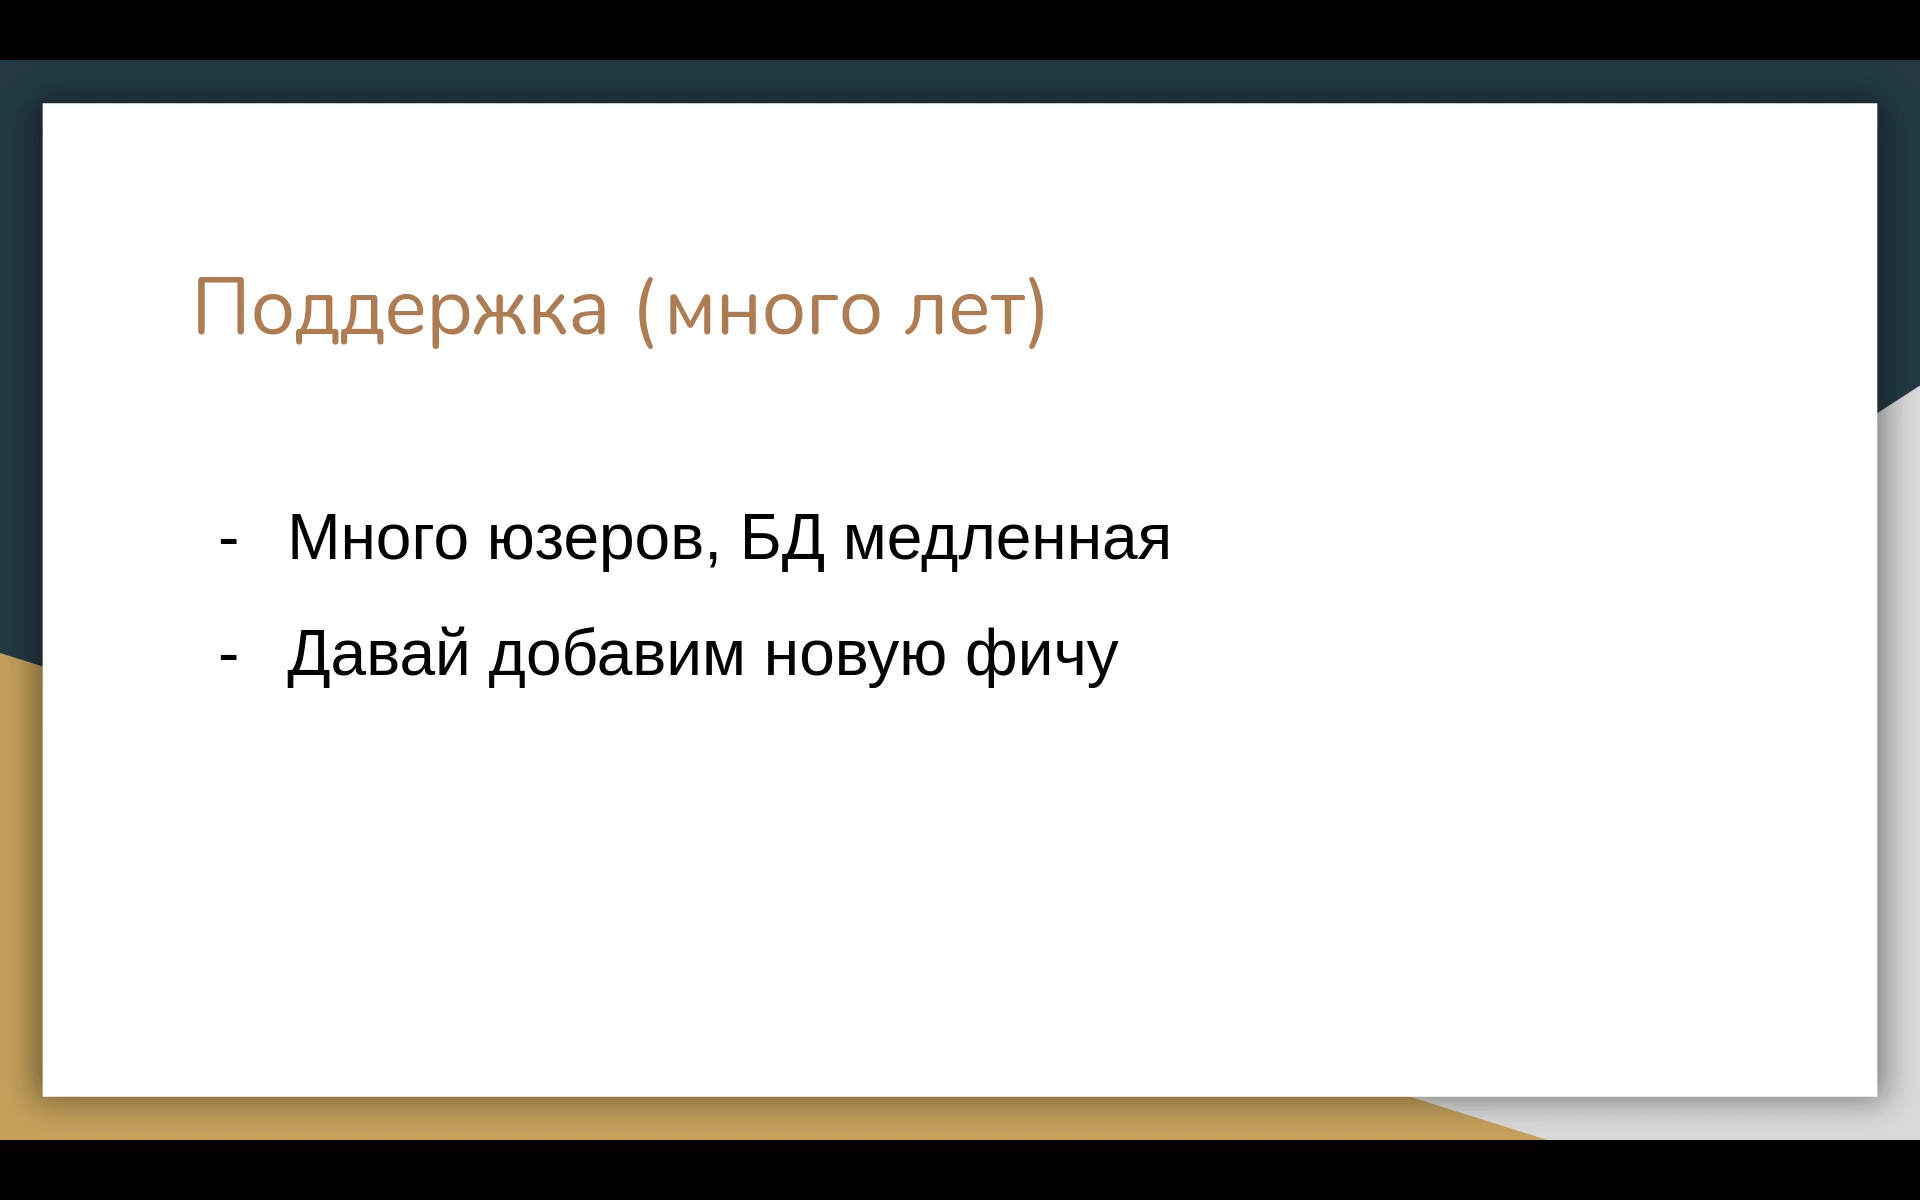 Поддержка (много лет)
- Много юзеров, БД медленная
- Давай добавим новую фичу